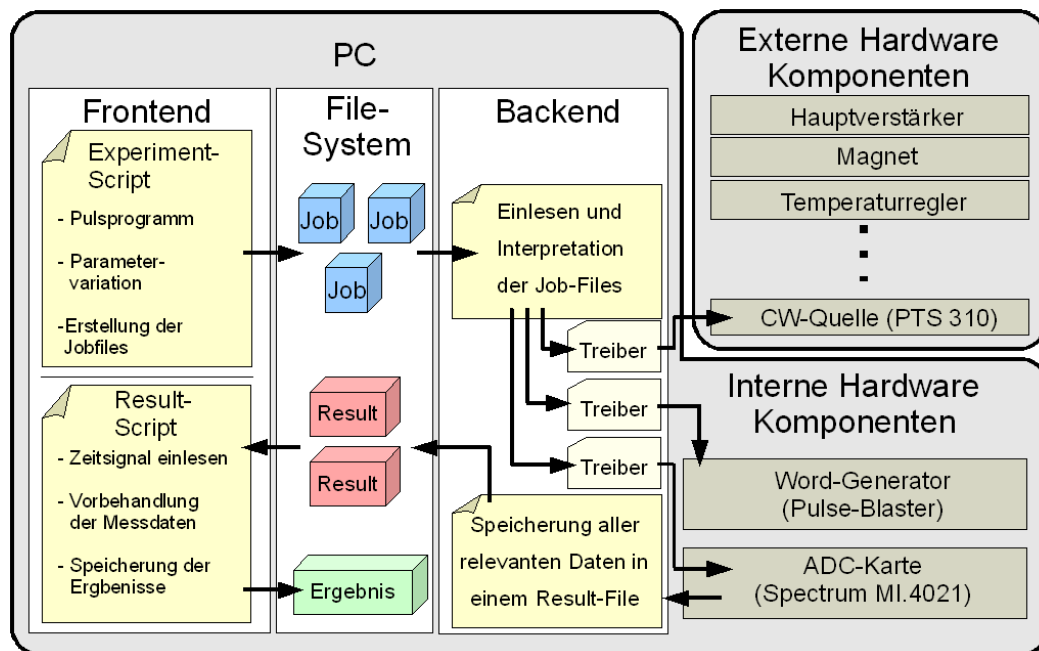 PC
Frontend
Experiment-
Script
- Pulsprogramm
- Parameter-
variation
-Erstellung der
Jobfiles
Result-
Script
- Zeitsignal einlesen
- Vorbehandlung
der Messdaten
- Speicherung der
Ergbenisse
File-
System
Job
Job
Job
Result
Result
Ergebnis
Backend
Einlesen und
Interpretation
der Job-Files
Treiber
Treiber
Treiber
Speicherung aller
relevanten Daten in
einem Result-File
Externe Hardware
Komponenten
Hauptverstärker
Magnet
Temperaturregler
CW-Quelle (PTS 310)
Interne Hardware
Komponenten
Word-Generator
(Pulse-Blaster)
ADC-Karte
(Spectrum MI.4021)